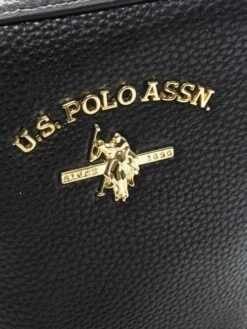 U.S. POLO ASSN.
SINCE 1890